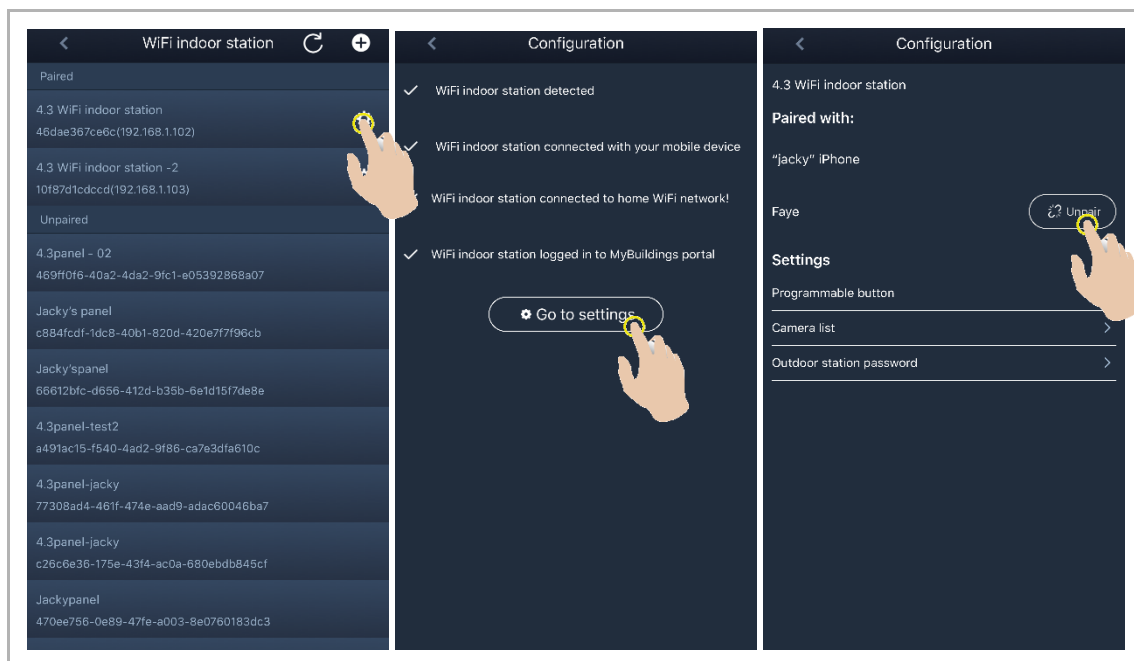 WiFi indoor station
Paired
4.3 WiFi indoor station
46dae367ce6c(192.168.1.102)
4.3 WiFi indoor station -2
10f87d1cdccd(192.168.1.103)
Unpaired
4.3panel - 02
469ff0f6-40a2-4da2-9fc1-e05392868a07
Jacky's panel
c884fcdf-1dc8-40b1-820d-420e7f7f96cb
Jacky'spanel
66612bfc-d656-412d-b35b-6e1d15f7de8e
4.3panel-test2
a491ac15-f540-4ad2-9f86-ca7e3dfa610c
4.3panel-jacky
77308ad4-461f-474e-aad9-adac60046ba7
4.3panel-jacky
c26c6e36-175e-43f4-ac0a-680ebdb845cf
Jackypanel
470ee756-0e89-47fe-a003-8e0760183dc3
Configuration
WiFi indoor station detected
WiFi indoor station connected with your mobile device
WiFi indoor station connected to home WiFi network!
WiFi indoor station logged in to MyBuildings portal
Go to settings
Configuration
4.3 WiFi indoor station
Paired with:
“jacky” iPhone
Faye
Unpair
Settings
Programmable button
Camera list
Outdoor station password